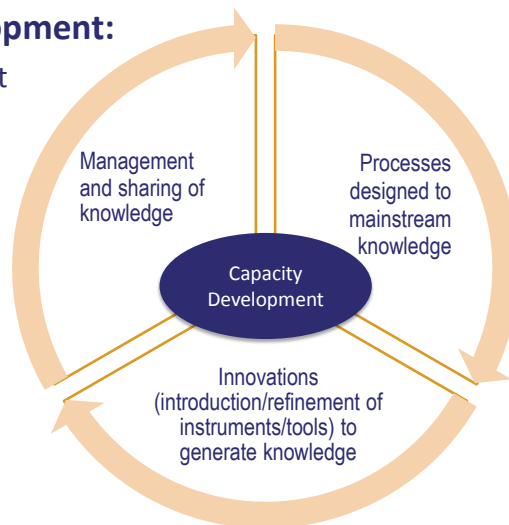 opment:
t
Management
and sharing of
knowledge
Processes
designed to
mainstream
knowledge
Capacity
Development
Innovations
(introduction/refinement of
instruments/tools) to
generate knowledge